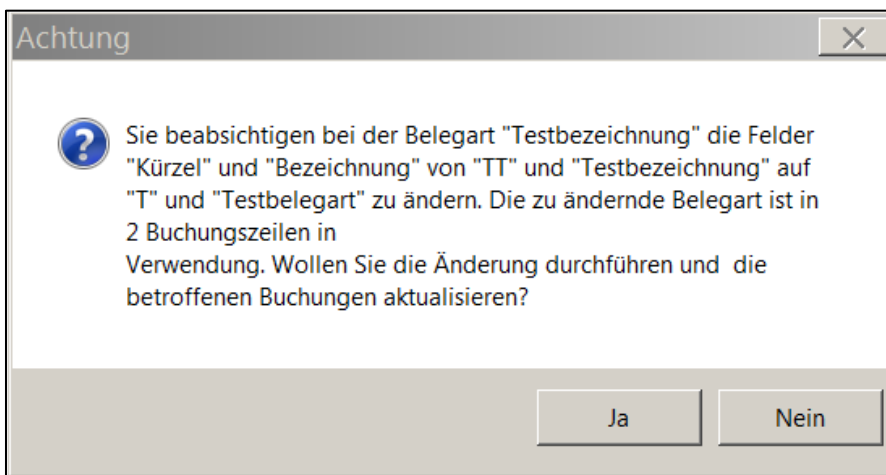 Achtung
Sie beabsichtigen bei der Belegart "Testbezeichnung" die Felder
"Kürzel" und "Bezeichnung" von "TT" und "Testbezeichnung" auf
"T" und "Testbelegart" zu ändern. Die zu ändernde Belegart ist in
2 Buchungszeilen in
Verwendung. Wollen Sie die Änderung durchführen und  die
betroffenen Buchungen aktualisieren?
Ja
Nein